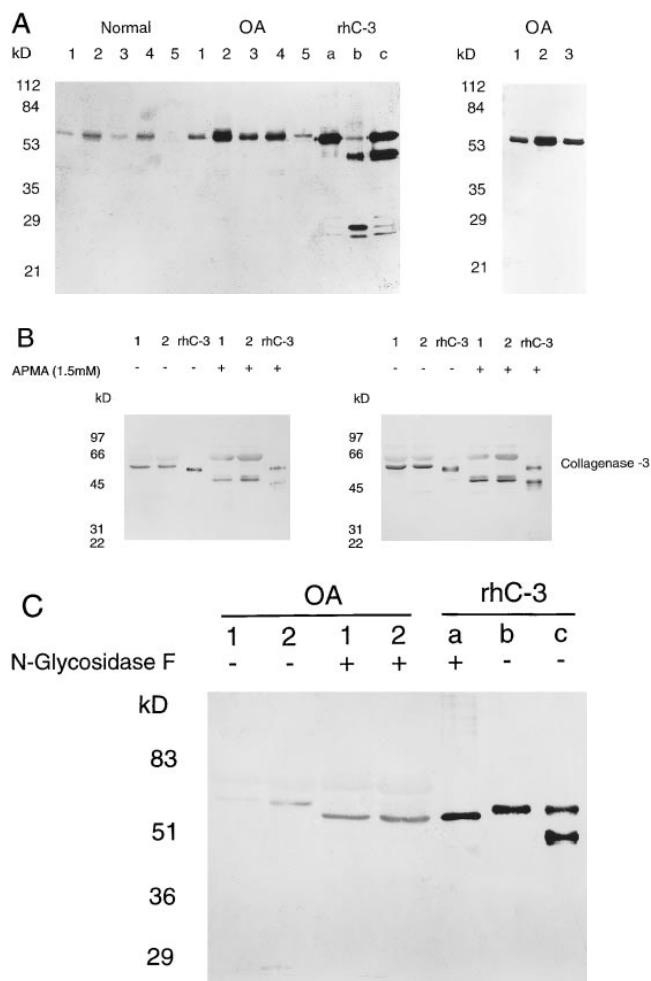 A
Normal OA rhC-3 OA
kD 1 2 3 4 5 1 2 3 4 5 a b c kD 1 2 3
112 112
84 84
53 53
35 35
29 29
21 21
B
1 2 rhC-3 1 2 rhC-3 1 2 rhC-3 1 2 rhC-3
APMA (1.5mM) - - - + + + - - - + + +
kD kD
97 97
66 66
Collagenase -3
45 45
31 31
22 22
C
OA rhC-3
1 2 1 2 a b c
N-Glycosidase F - - + + + - -
kD
83
51
36
29